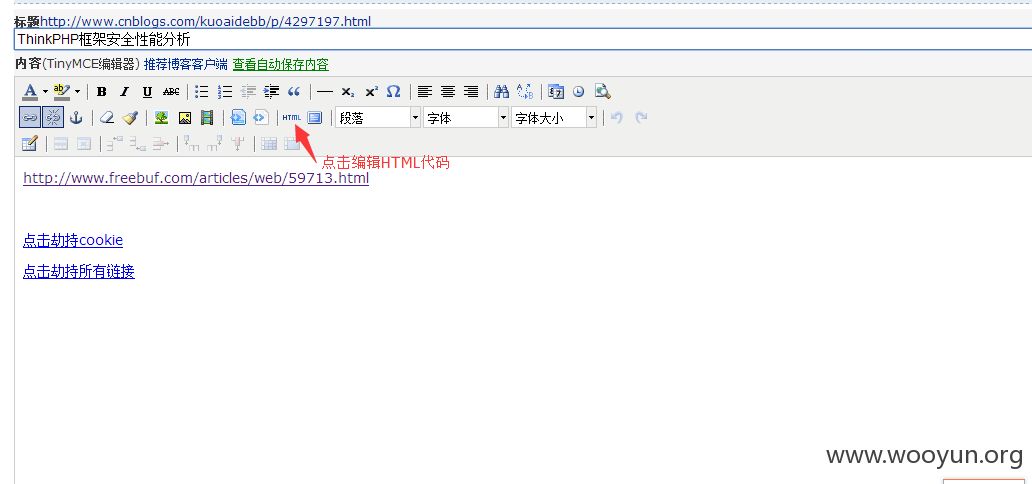 标题http://www.cnblogs.com/kuoaidebb/p/4297197.html
ThinkPHP框架安全性能分析
内容(TinyMCE编辑器) 推荐博客客户端 查看自动保存内容
A ab B I U ABC “ — x₂ x² Ω
HTML 段落 字体 字体大小
点击编辑HTML代码
http://www.freebuf.com/articles/web/59713.html
点击劫持cookie
点击劫持所有链接
www.wooyun.org